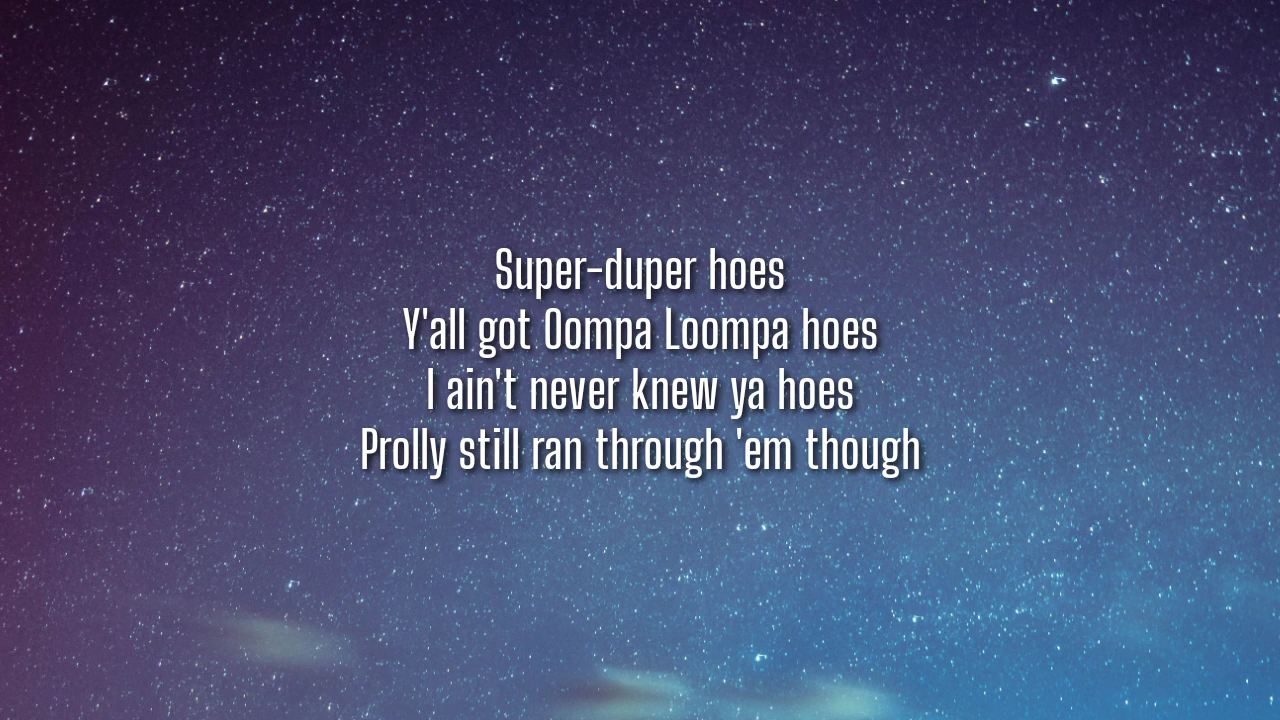 Super-duper hoes
Y'all got Oompa Loompa hoes
I ain't never knew ya hoes
Prolly still ran through 'em though